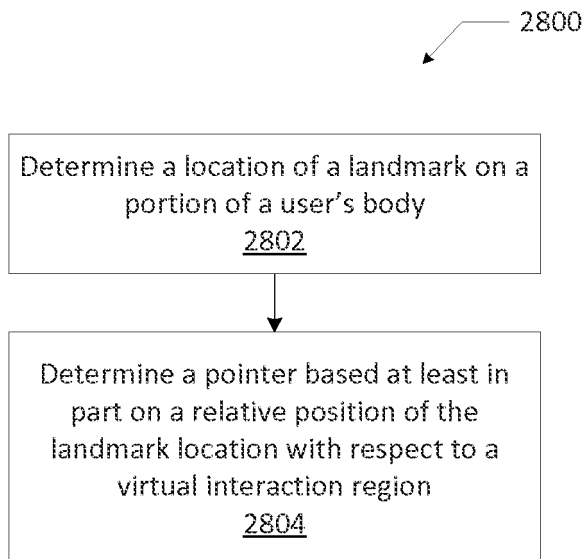 2800
Determine a location of a landmark on a
portion of a user's body
2802
Determine a pointer based at least in
part on a relative position of the
landmark location with respect to a
virtual interaction region
2804